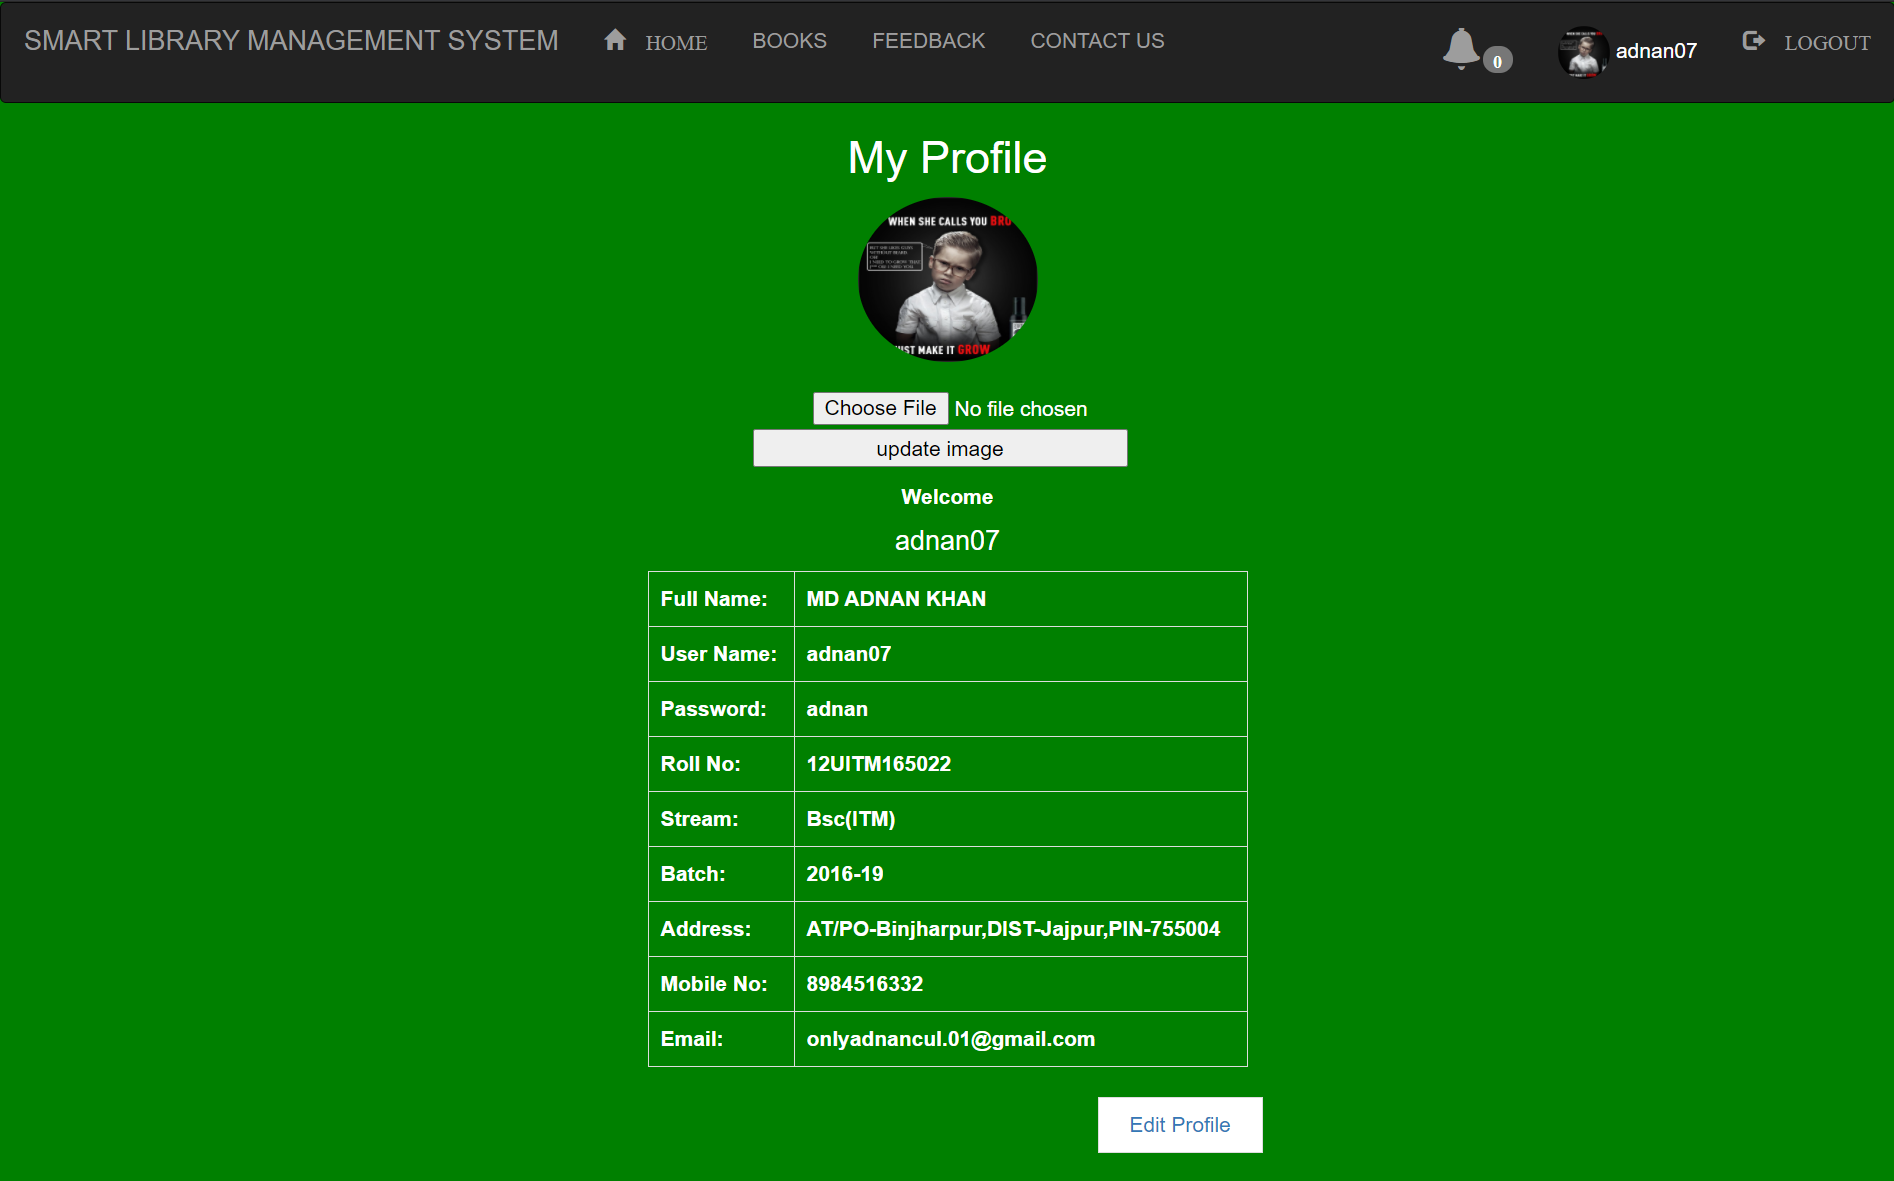 SMART LIBRARY MANAGEMENT SYSTEM HOME BOOKS FEEDBACK CONTACT US 0 adnan07 LOGOUT
My Profile
WHEN SHE CALLS YOU BRO
UST MAKE IT GROW
Choose File No file chosen
update image
Welcome
adnan07
Full Name: MD ADNAN KHAN
User Name: adnan07
Password: adnan
Roll No: 12UITM165022
Stream: Bsc(ITM)
Batch: 2016-19
Address: AT/PO-Binjharpur,DIST-Jajpur,PIN-755004
Mobile No: 8984516332
Email: onlyadnancul.01@gmail.com
Edit Profile